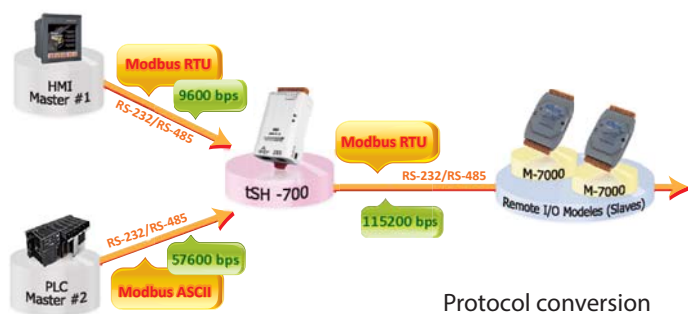 HMI
Master #1
Modbus RTU
9600 bps
RS-232/RS-485
tSH -700
Modbus RTU
RS-232/RS-485
115200 bps
M-7000
M-7000
Remote I/O Modeles (Slaves)
PLC
Master #2
RS-232/RS-485
57600 bps
Modbus ASCII
Protocol conversion